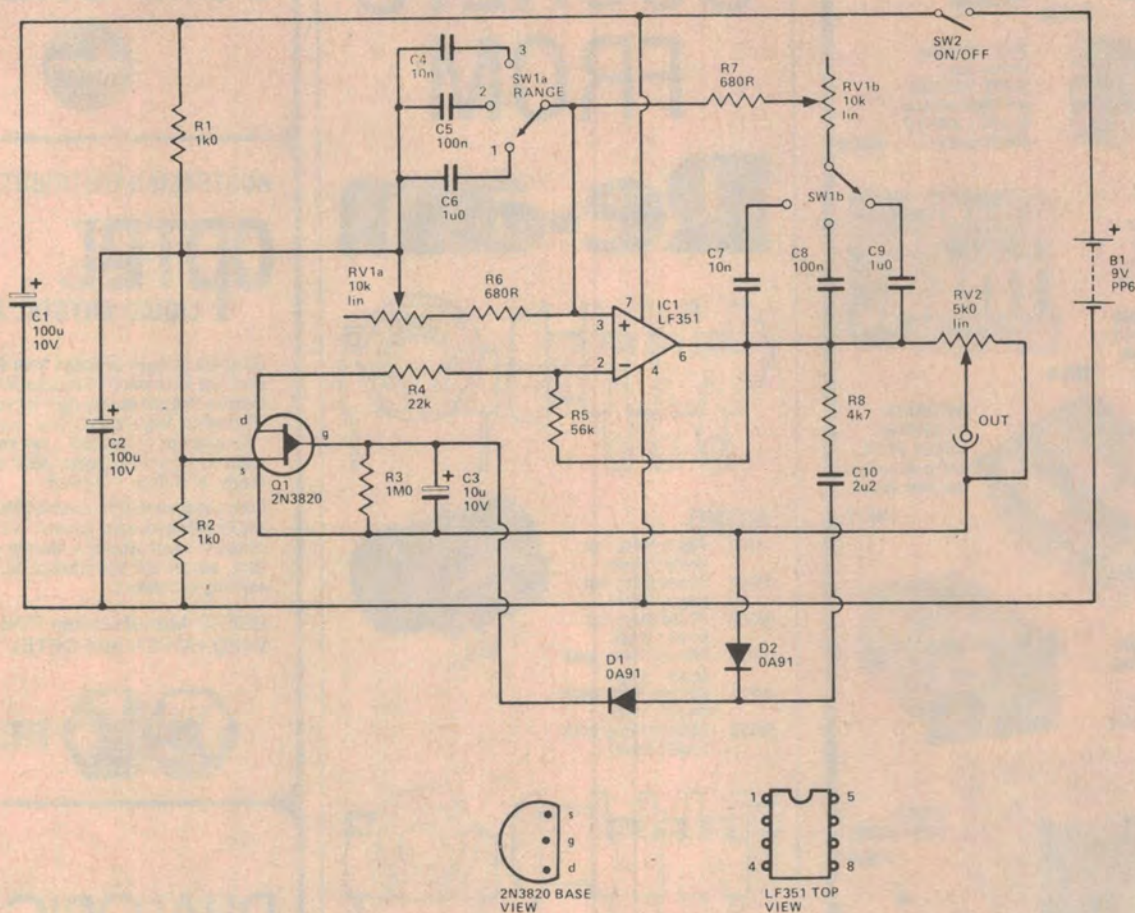 SW2
ON/OFF
C4
10n
3
SW1a
RANGE
2
C5
100n
1
C6
1u0
R7
680R
RV1b
10k
lin
R1
1k0
SW1b
C7
10n
C8
100n
C9
1u0
+
B1
9V
PP6
RV1a
10k
lin
R6
680R
7
IC1
LF351
3
+
2
−
6
4
RV2
5k0
lin
+
C1
100u
10V
R4
22k
R5
56k
R8
4k7
OUT
+
C2
100u
10V
d
g
s
Q1
2N3820
R3
1M0
+
C3
10u
10V
C10
2u2
R2
1k0
D1
0A91
D2
0A91
s
g
d
2N3820 BASE
VIEW
1
5
4
8
LF351 TOP
VIEW